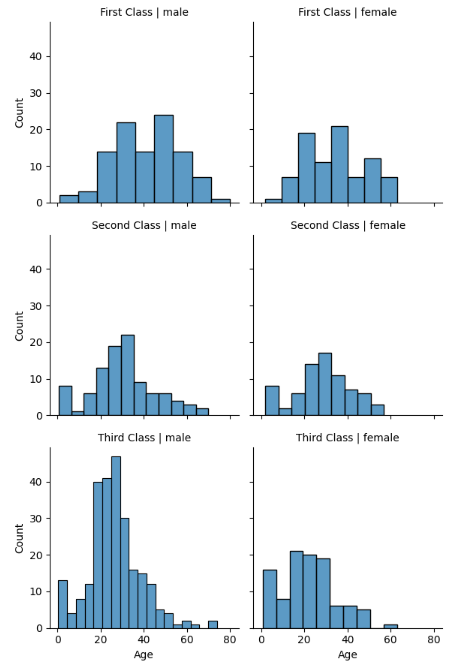 First Class | male
First Class | female
40
30
20
10
0
Count
Second Class | male
Second Class | female
40
30
20
10
0
Count
Third Class | male
Third Class | female
40
30
20
10
0
Count
0 20 40 60 80
0 20 40 60 80
Age
Age